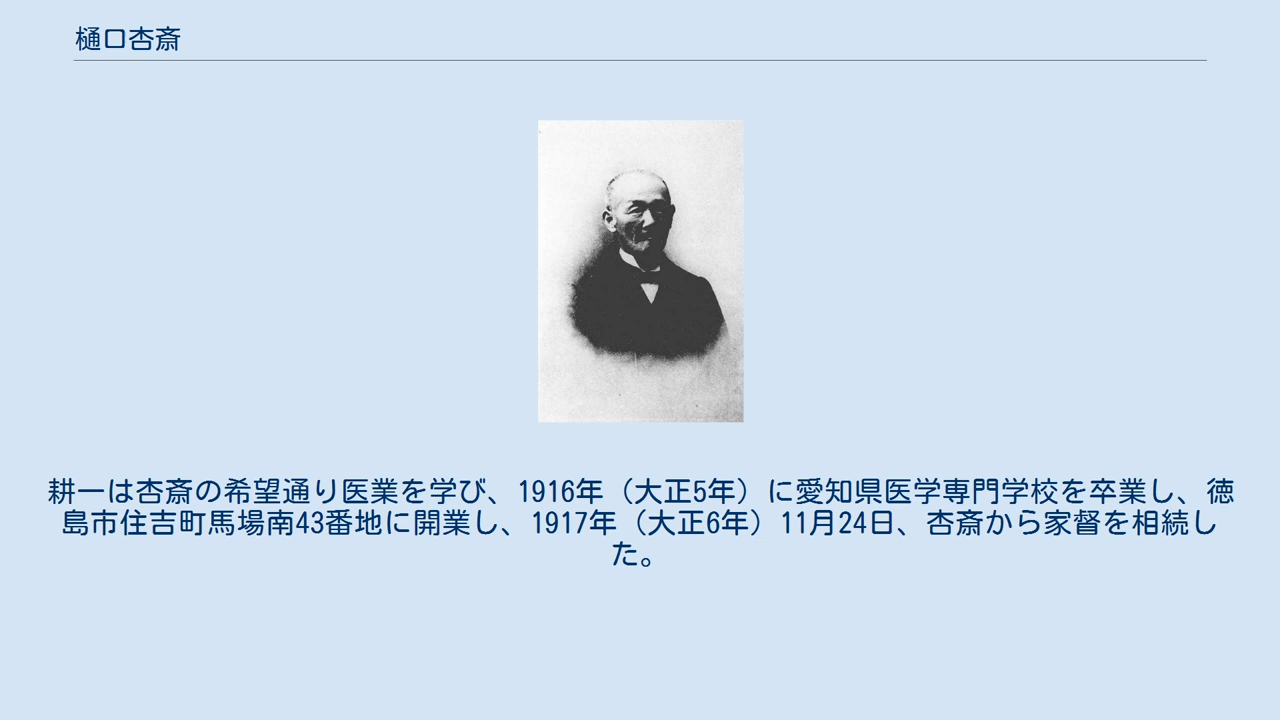 樋口杏斎
耕一は杏斎の希望通り医業を学び、1916年（大正5年）に愛知県医学専門学校を卒業し、徳
島市住吉町馬場南43番地に開業し、1917年（大正6年）11月24日、杏斎から家督を相続し
た。